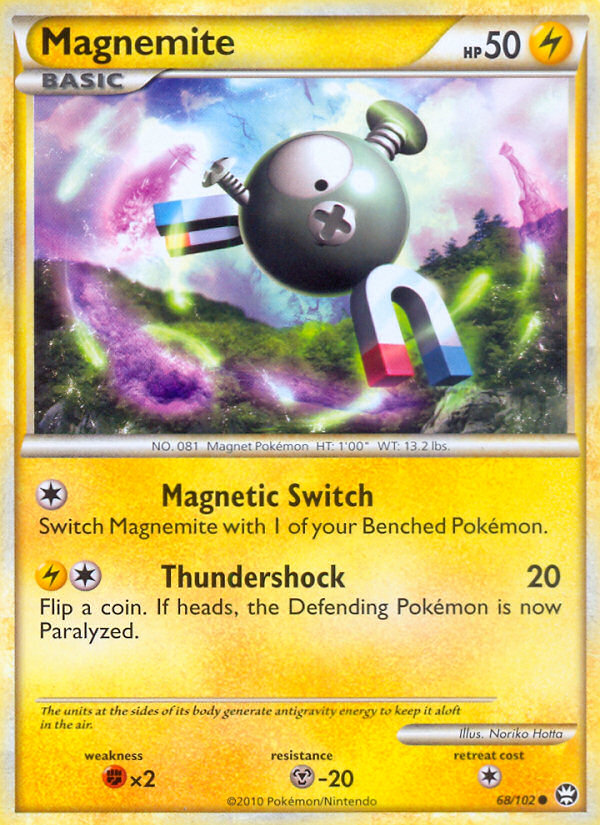 Magnemite
HP 50
BASIC
NO. 081 Magnet Pokémon HT: 1'00" WT: 13.2 lbs.
Magnetic Switch
Switch Magnemite with 1 of your Benched Pokémon.
Thundershock 20
Flip a coin. If heads, the Defending Pokémon is now
Paralyzed.
The units at the sides of its body generate antigravity energy to keep it aloft
in the air.
Illus. Noriko Hotta
weakness resistance retreat cost
×2 -20
©2010 Pokémon/Nintendo 68/102